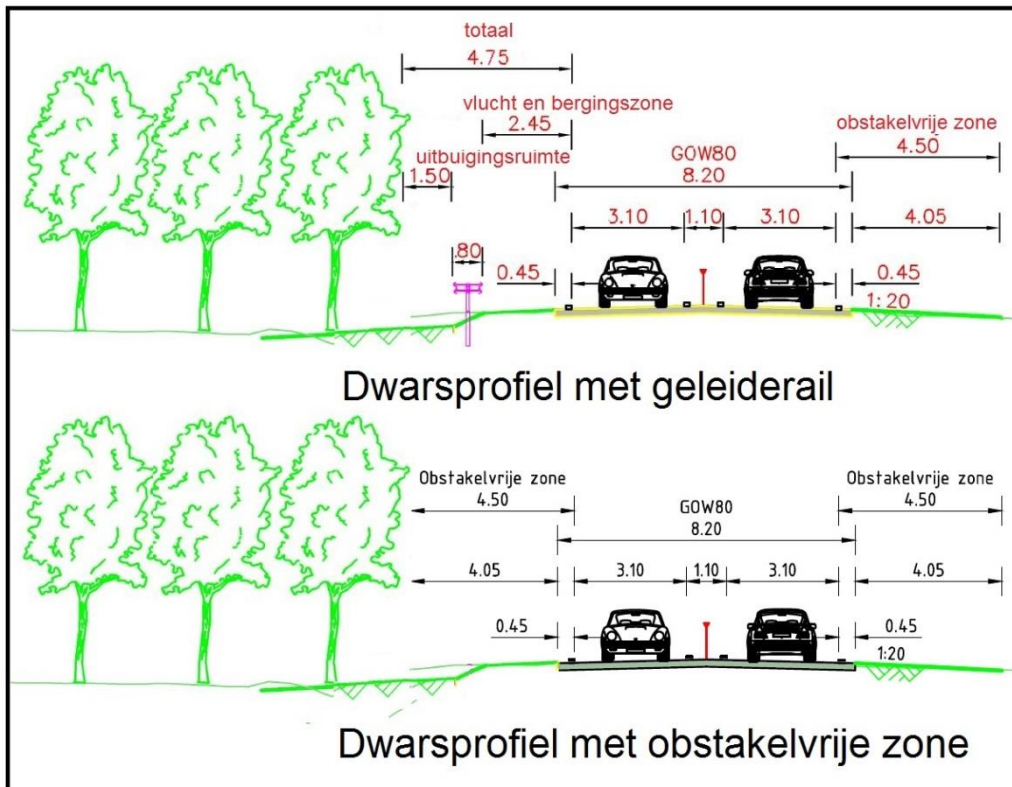 totaal
4.75
vlucht en bergingszone
2.45
obstakelvrije zone
4.50
uitbuigingsruimte
1.50
GOW80
8.20
3.10 1.10 3.10
4.05
.80
0.45
0.45
1:20
Dwarsprofiel met geleiderail
Obstakelvrije zone
4.50
GOW80
8.20
Obstakelvrije zone
4.50
4.05 3.10 1.10 3.10 4.05
0.45
0.45
1:20
Dwarsprofiel met obstakelvrije zone